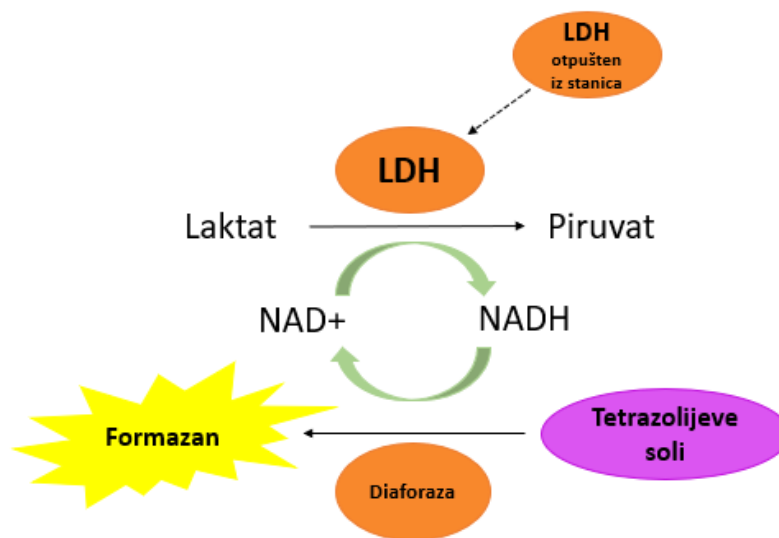 LDH
otpušten
iz stanica
LDH
Laktat
Piruvat
NAD+
NADH
Formazan
Tetrazolijeve
soli
Diaforaza